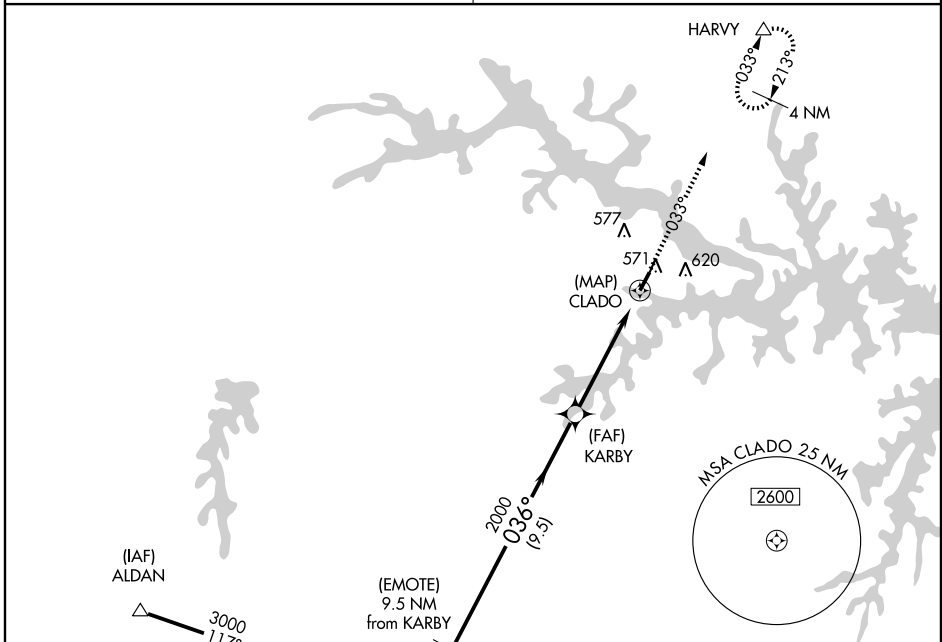 HARVY
033°
213°
4 NM
033°
577
571
620
(MAP)
CLADO
(FAF)
KARBY
MSA CLADO 25 NM
2600
2000
036°
(9.5)
(IAF)
ALDAN
(EMOTE)
9.5 NM
from KARBY
3000
117°